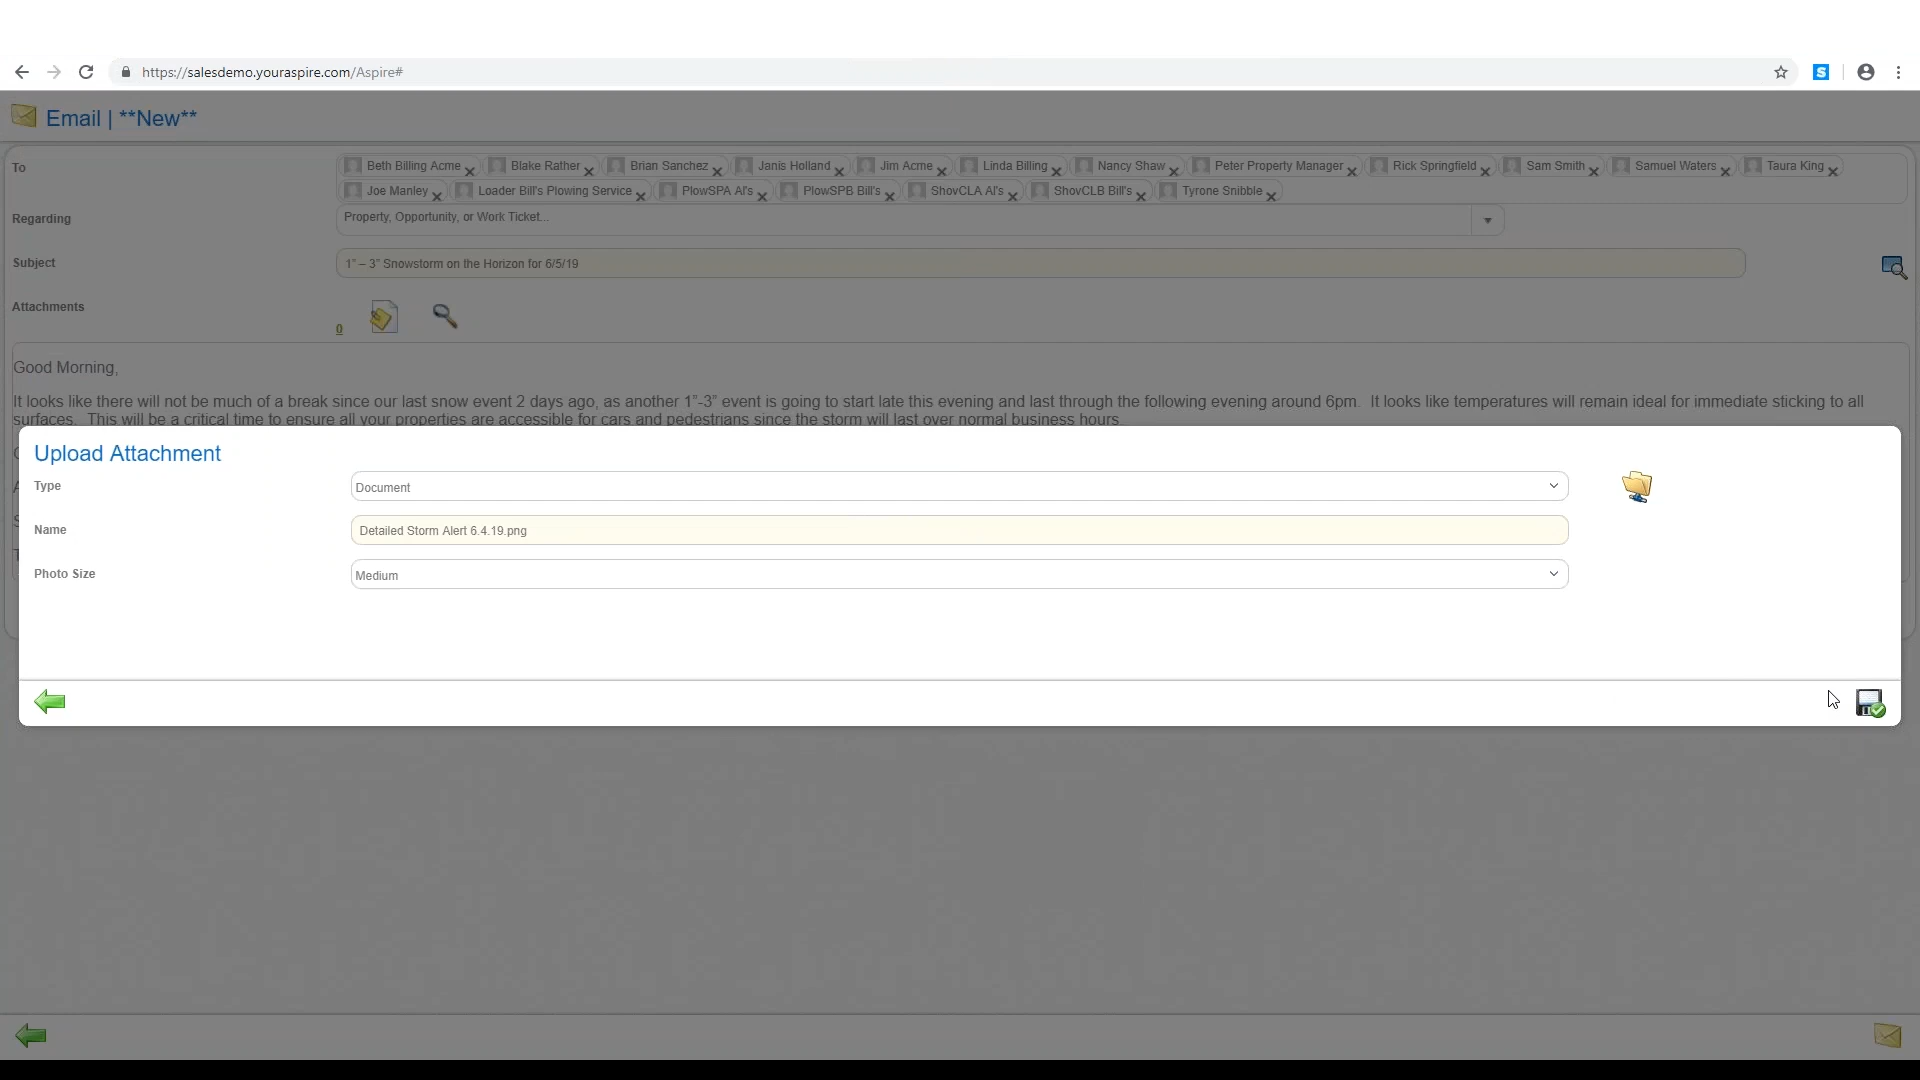 https://salesdemo.youraspire.com/Aspire#
Email | **New**
To
Beth Billing Acme Blake Rather Brian Sanchez Janis Holland Jim Acme Linda Billing Nancy Shaw Peter Property Manager Rick Springfield Sam Smith Samuel Waters Taura King
Joe Manley Loader Bill's Plowing Service PlowSPA Al's PlowSPB Bill's ShovCLA Al's ShovCLB Bill's Tyrone Snibble
Regarding
Property, Opportunity, or Work Ticket...
Subject
1” – 3” Snowstorm on the Horizon for 6/5/19
Attachments
0
Good Morning,
It looks like there will not be much of a break since our last snow event 2 days ago, as another 1”-3” event is going to start late this evening and last through the following evening around 6pm. It looks like temperatures will remain ideal for immediate sticking to all
surfaces. This will be a critical time to ensure all your properties are accessible for cars and pedestrians since the storm will last over normal business hours.
Upload Attachment
Type
Document
Name
Detailed Storm Alert 6.4.19.png
Photo Size
Medium